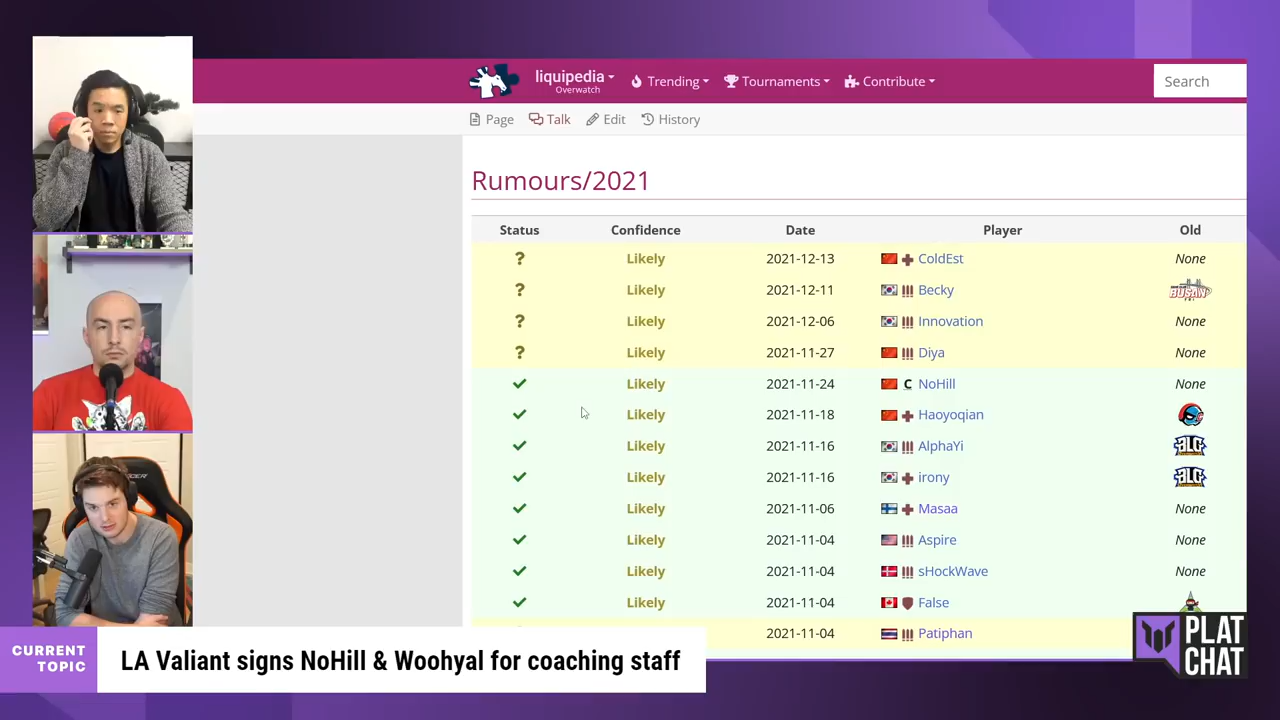 liquipedia
Overwatch
Trending
Tournaments
Contribute
Search
Page
Talk
Edit
History
Rumours/2021
Status Confidence Date Player Old
? Likely 2021-12-13 ColdEst None
? Likely 2021-12-11 Becky BUSAN
? Likely 2021-12-06 Innovation None
? Likely 2021-11-27 Diya None
Likely 2021-11-24 C NoHill None
Likely 2021-11-18 Haoyoqian
Likely 2021-11-16 AlphaYi BLG
Likely 2021-11-16 irony BLG
Likely 2021-11-06 Masaa None
Likely 2021-11-04 Aspire None
Likely 2021-11-04 sHockWave None
Likely 2021-11-04 False
2021-11-04 Patiphan
PLAT
CHAT
CURRENT
TOPIC
LA Valiant signs NoHill & Woohyal for coaching staff